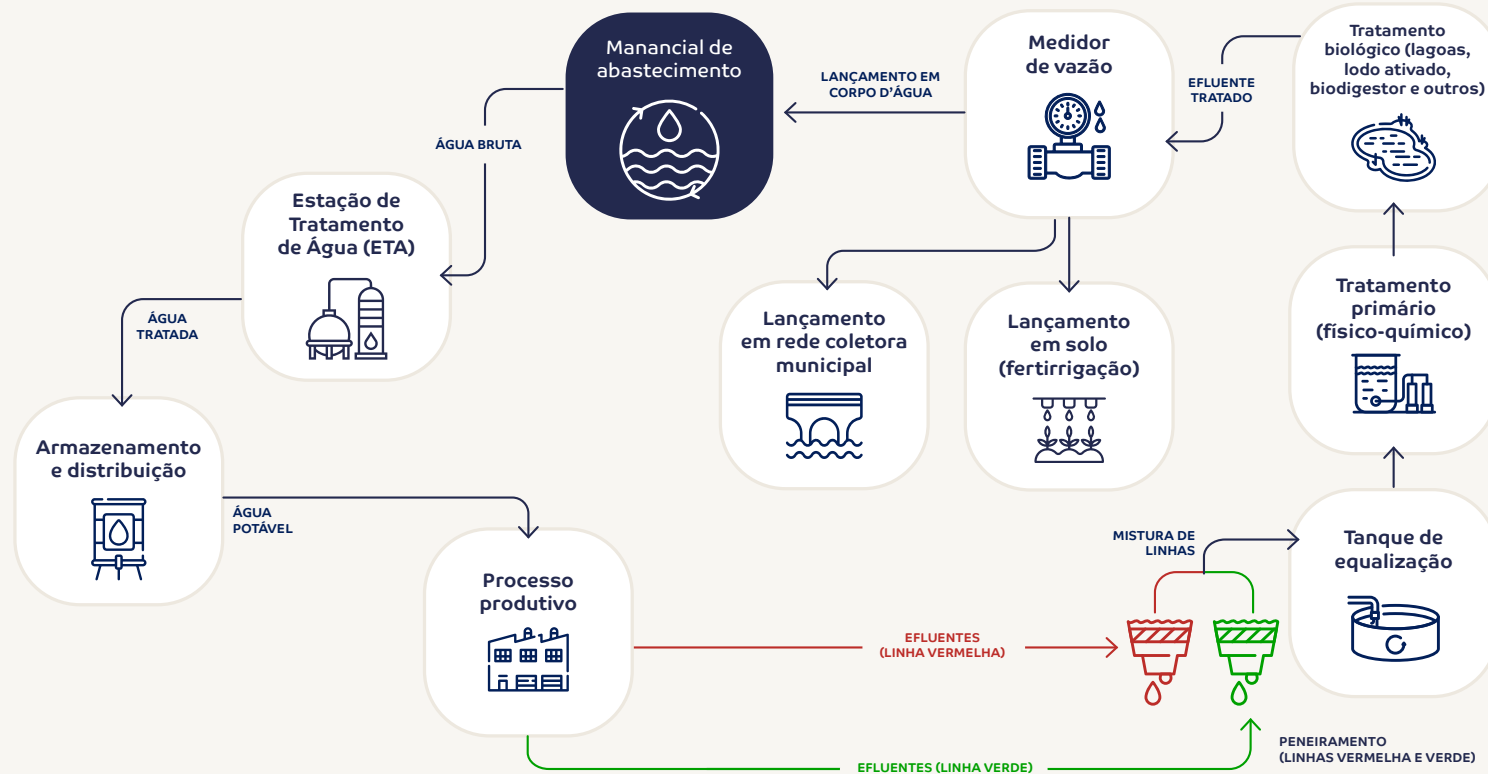 Manancial de
abastecimento
LANÇAMENTO EM
CORPO D'ÁGUA
Medidor
de vazão
EFLUENTE
TRATADO
Tratamento
biológico (lagoas,
lodo ativado,
biodigestor e outros)
ÁGUA BRUTA
Estação de
Tratamento
de Água (ETA)
ÁGUA
TRATADA
Lançamento
em rede coletora
municipal
Lançamento
em solo
(fertirrigação)
Tratamento
primário
(físico-químico)
Armazenamento
e distribuição
ÁGUA
POTÁVEL
Processo
produtivo
MISTURA DE
LINHAS
Tanque de
equalização
EFLUENTES
(LINHA VERMELHA)
EFLUENTES (LINHA VERDE)
PENEIRAMENTO
(LINHAS VERMELHA E VERDE)